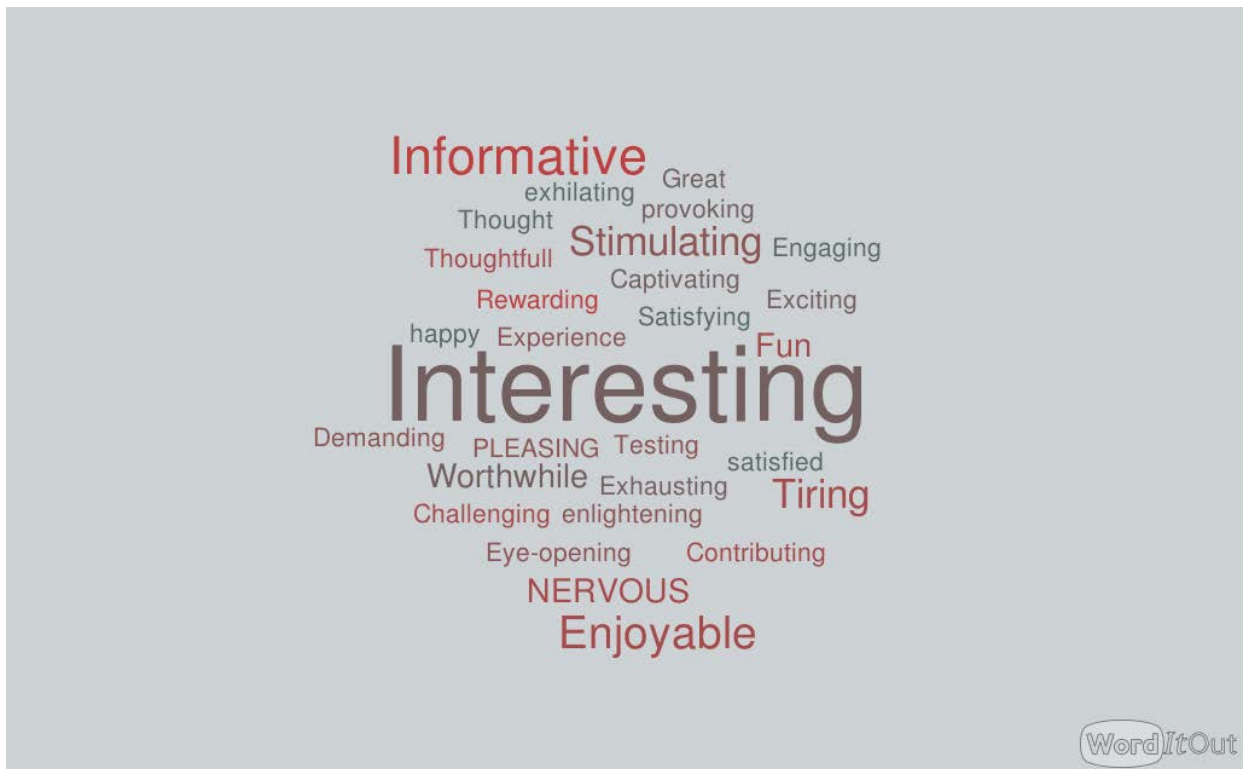 Informative
Great
exhilating
provoking
Thought
Stimulating
Engaging
Thoughtfull
Captivating
Rewarding
Exciting
Satisfying
happy
Experience
Fun
Interesting
Demanding
PLEASING
Testing
satisfied
Worthwhile
Exhausting
Tiring
Challenging
enlightening
Eye-opening
Contributing
NERVOUS
Enjoyable
WordItOut